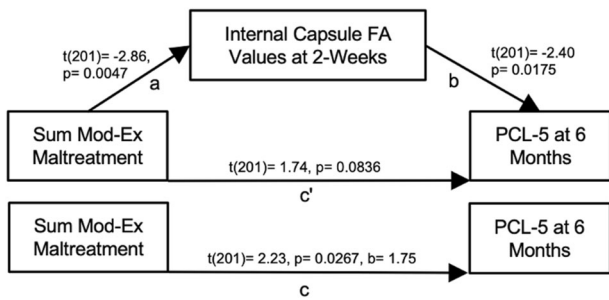 Internal Capsule FA
Values at 2-Weeks
t(201)= -2.86,
p= 0.0047
a
t(201)= -2.40
p= 0.0175
b
Sum Mod-Ex
Maltreatment
t(201)= 1.74, p= 0.0836
c'
PCL-5 at 6
Months
Sum Mod-Ex
Maltreatment
t(201)= 2.23, p= 0.0267, b= 1.75
c
PCL-5 at 6
Months